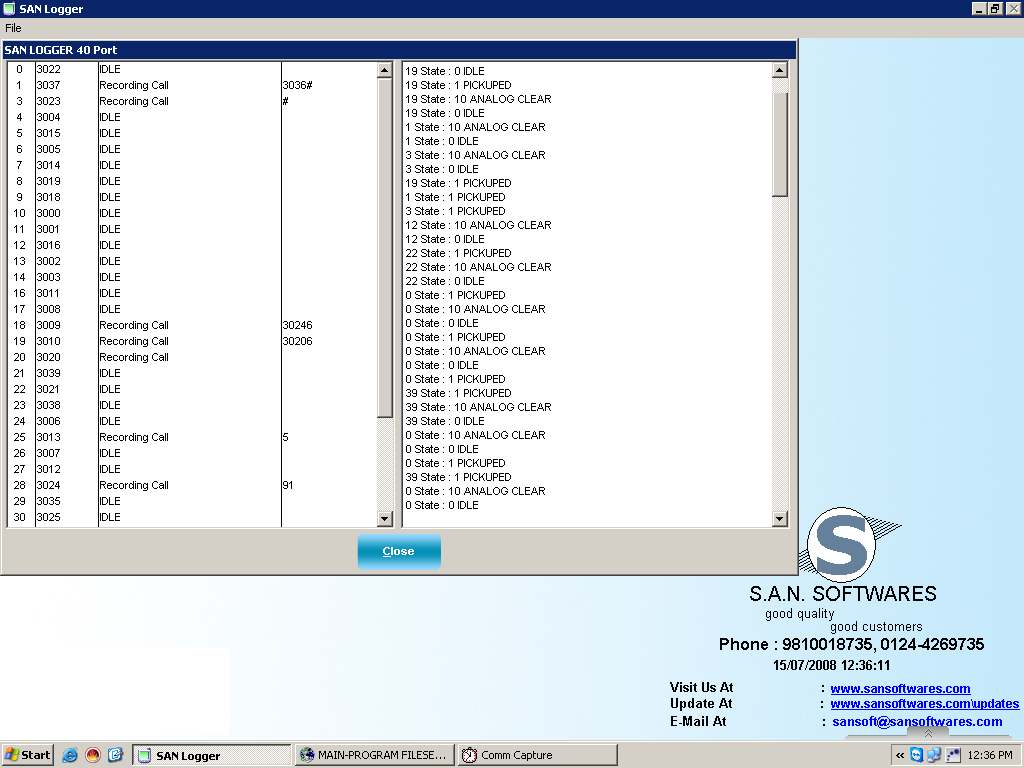 SAN Logger
File
SAN LOGGER 40 Port
0 3022 IDLE
1 3037 Recording Call 3036#
3 3023 Recording Call #
4 3004 IDLE
5 3015 IDLE
6 3005 IDLE
7 3014 IDLE
8 3019 IDLE
9 3018 IDLE
10 3000 IDLE
11 3001 IDLE
12 3016 IDLE
13 3002 IDLE
14 3003 IDLE
16 3011 IDLE
17 3008 IDLE
18 3009 Recording Call 30246
19 3010 Recording Call 30206
20 3020 Recording Call
21 3039 IDLE
22 3021 IDLE
23 3038 IDLE
24 3006 IDLE
25 3013 Recording Call 5
26 3007 IDLE
27 3012 IDLE
28 3024 Recording Call 91
29 3035 IDLE
30 3025 IDLE
19 State : 0 IDLE
19 State : 1 PICKUPED
19 State : 10 ANALOG CLEAR
19 State : 0 IDLE
1 State : 10 ANALOG CLEAR
1 State : 0 IDLE
3 State : 10 ANALOG CLEAR
3 State : 0 IDLE
19 State : 1 PICKUPED
1 State : 1 PICKUPED
3 State : 1 PICKUPED
12 State : 10 ANALOG CLEAR
12 State : 0 IDLE
22 State : 1 PICKUPED
22 State : 10 ANALOG CLEAR
22 State : 0 IDLE
0 State : 1 PICKUPED
0 State : 10 ANALOG CLEAR
0 State : 0 IDLE
0 State : 1 PICKUPED
0 State : 10 ANALOG CLEAR
0 State : 0 IDLE
0 State : 1 PICKUPED
39 State : 1 PICKUPED
39 State : 10 ANALOG CLEAR
39 State : 0 IDLE
0 State : 10 ANALOG CLEAR
0 State : 0 IDLE
0 State : 1 PICKUPED
39 State : 1 PICKUPED
0 State : 10 ANALOG CLEAR
0 State : 0 IDLE
Close
S
S.A.N. SOFTWARES
good quality
good customers
Phone : 9810018735, 0124-4269735
15/07/2008 12:36:11
Visit Us At : www.sansoftwares.com
Update At : www.sansoftwares.com\updates
E-Mail At : sansoft@sansoftwares.com
Start SAN Logger MAIN-PROGRAM FILESE... Comm Capture « 12:36 PM